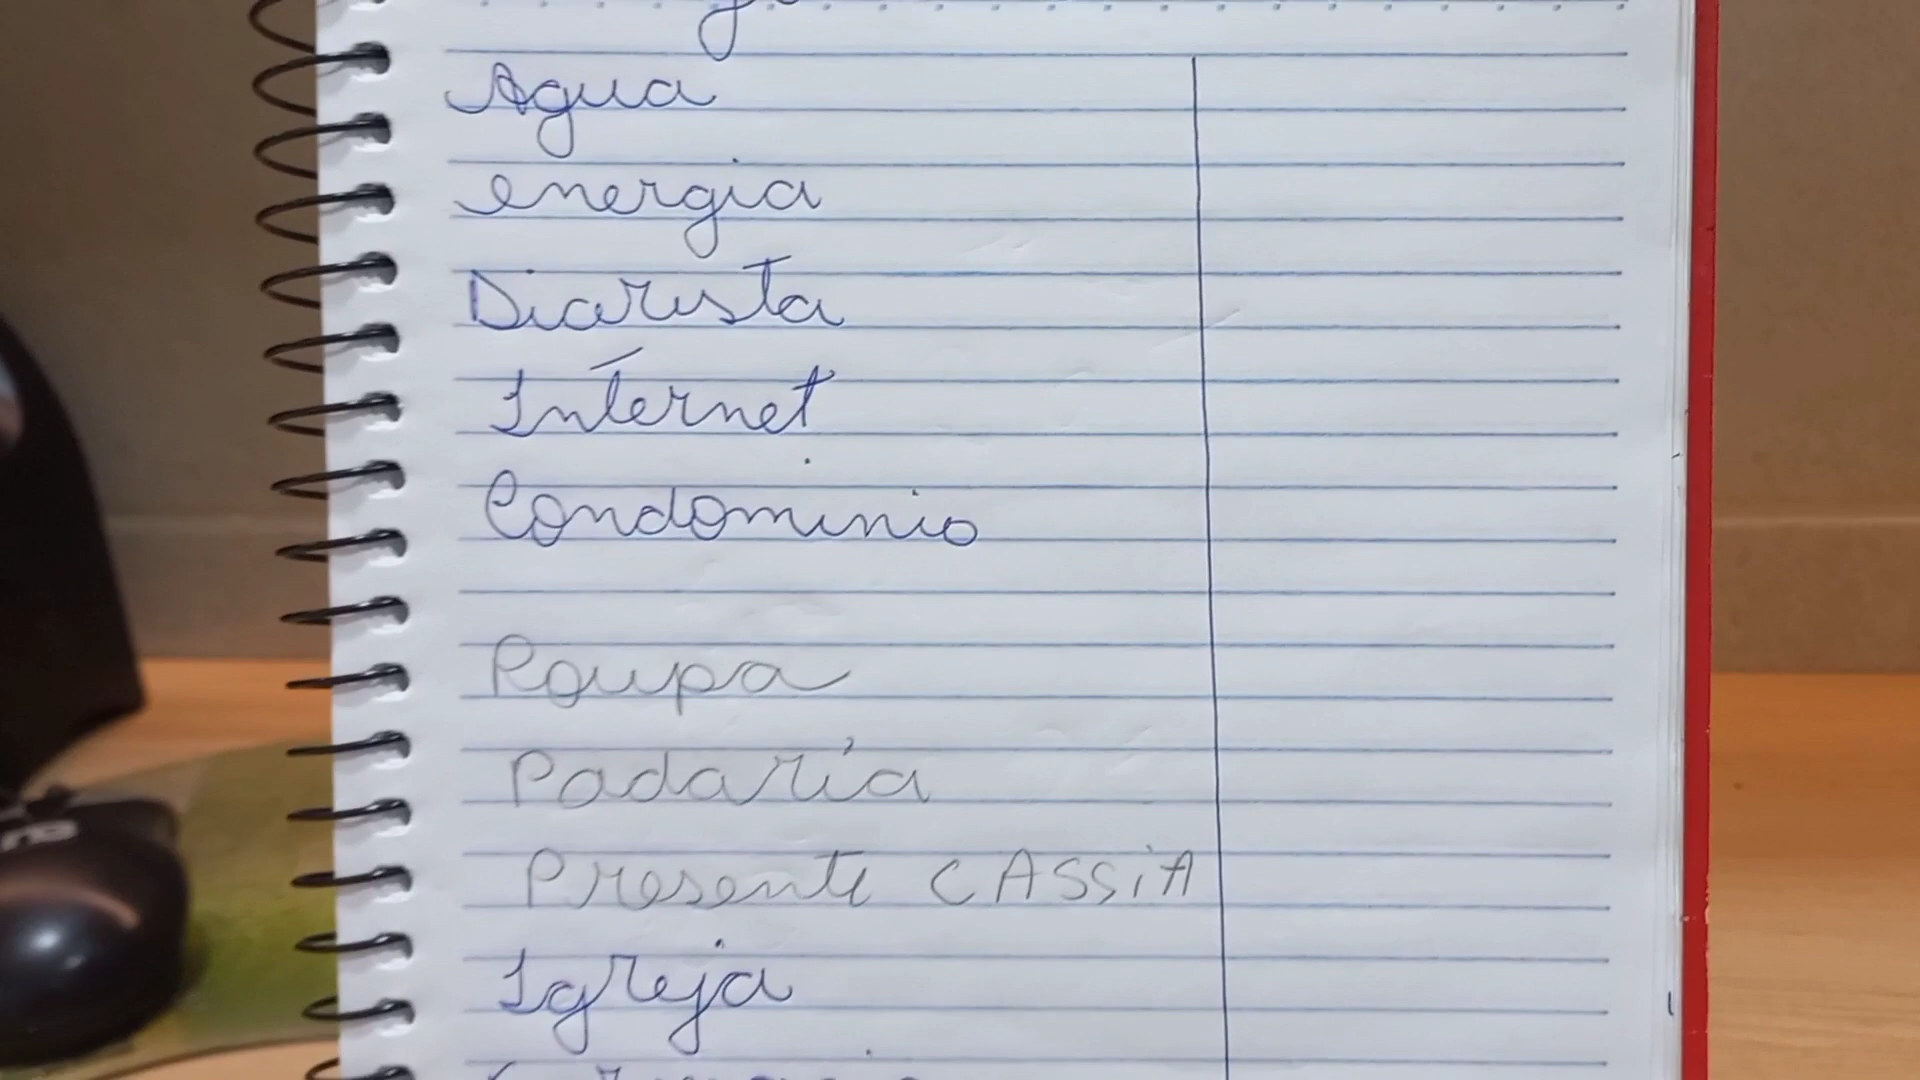 Agua
energia
Diarista
Internet
Condominio
Roupa
Padaria
Presente CASSiA
Igreja